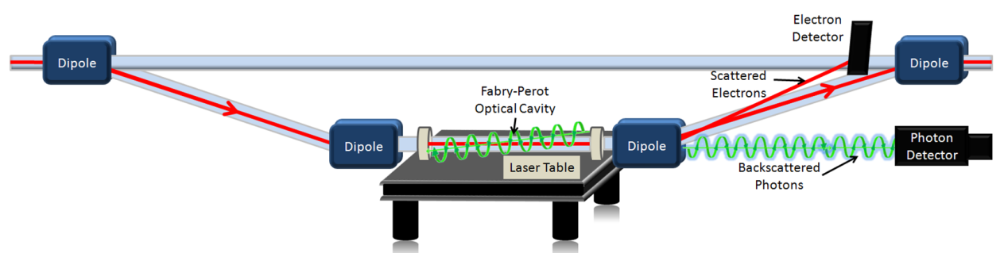 Electron
Detector
Dipole
Dipole
Scattered
Electrons
Fabry-Perot
Optical Cavity
Dipole
Dipole
Photon
Detector
Laser Table
Backscattered
Photons